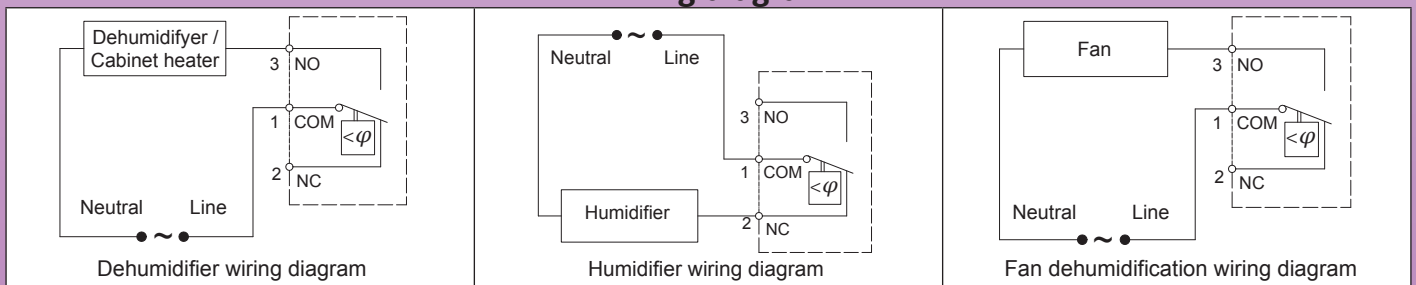 Dehumidifyer /
Cabinet heater
3 NO
1 COM
<φ
2 NC
Neutral Line
~
Dehumidifier wiring diagram
~
Neutral Line
3 NO
1 COM
<φ
Humidifier
2 NC
Humidifier wiring diagram
Fan
3 NO
1 COM
<φ
2 NC
Neutral Line
~
Fan dehumidification wiring diagram